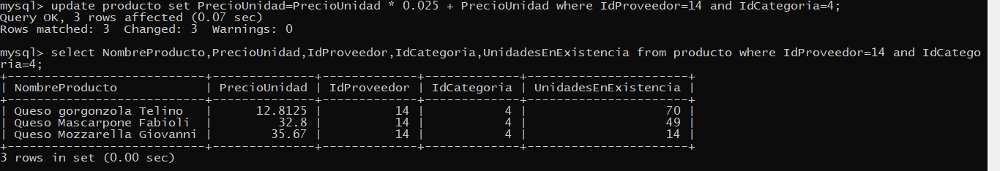 mysql> update producto set PrecioUnidad=PrecioUnidad * 0.025 + PrecioUnidad where IdProveedor=14 and IdCategoria=4;
Query OK, 3 rows affected (0.07 sec)
Rows matched: 3  Changed: 3  Warnings: 0

mysql> select NombreProducto,PrecioUnidad,IdProveedor,IdCategoria,UnidadesEnExistencia from producto where IdProveedor=14 and IdCatego
ria=4;
+---------------------------+--------------+-------------+-------------+----------------------+
| NombreProducto            | PrecioUnidad | IdProveedor | IdCategoria | UnidadesEnExistencia |
+---------------------------+--------------+-------------+-------------+----------------------+
| Queso gorgonzola Telino   |      12.8125 |          14 |           4 |                   70 |
| Queso Mascarpone Fabioli  |         32.8 |          14 |           4 |                   49 |
| Queso Mozzarella Giovanni |        35.67 |          14 |           4 |                   14 |
+---------------------------+--------------+-------------+-------------+----------------------+
3 rows in set (0.00 sec)